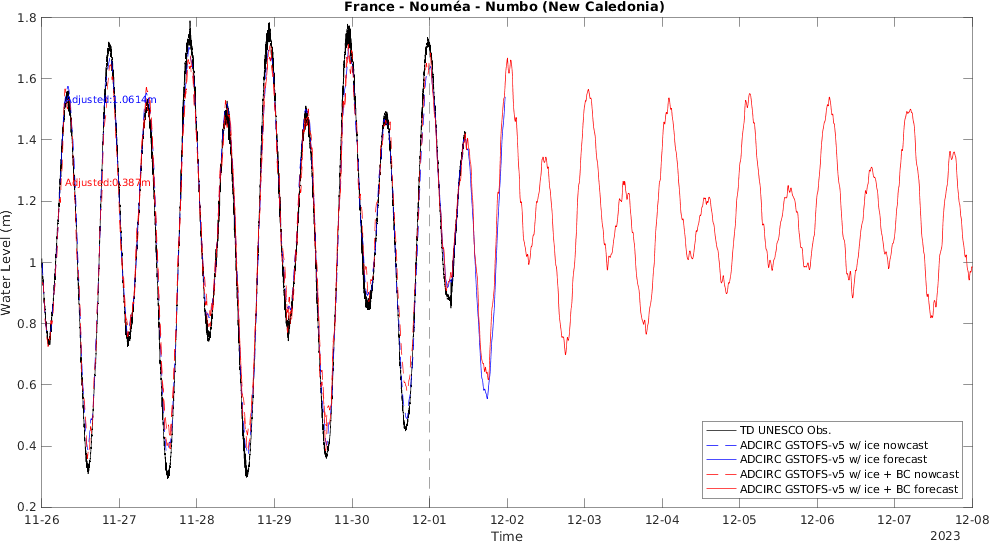 France - Nouméa - Numbo (New Caledonia)
Water Level (m)
1.8
1.6
1.4
1.2
1
0.8
0.6
0.4
0.2
Adjusted:1.0614m
Adjusted:0.387m
TD UNESCO Obs.
ADCIRC GSTOFS-v5 w/ ice nowcast
ADCIRC GSTOFS-v5 w/ ice forecast
ADCIRC GSTOFS-v5 w/ ice + BC nowcast
ADCIRC GSTOFS-v5 w/ ice + BC forecast
11-26 11-27 11-28 11-29 11-30 12-01 12-02 12-03 12-04 12-05 12-06 12-07 12-08
Time
2023